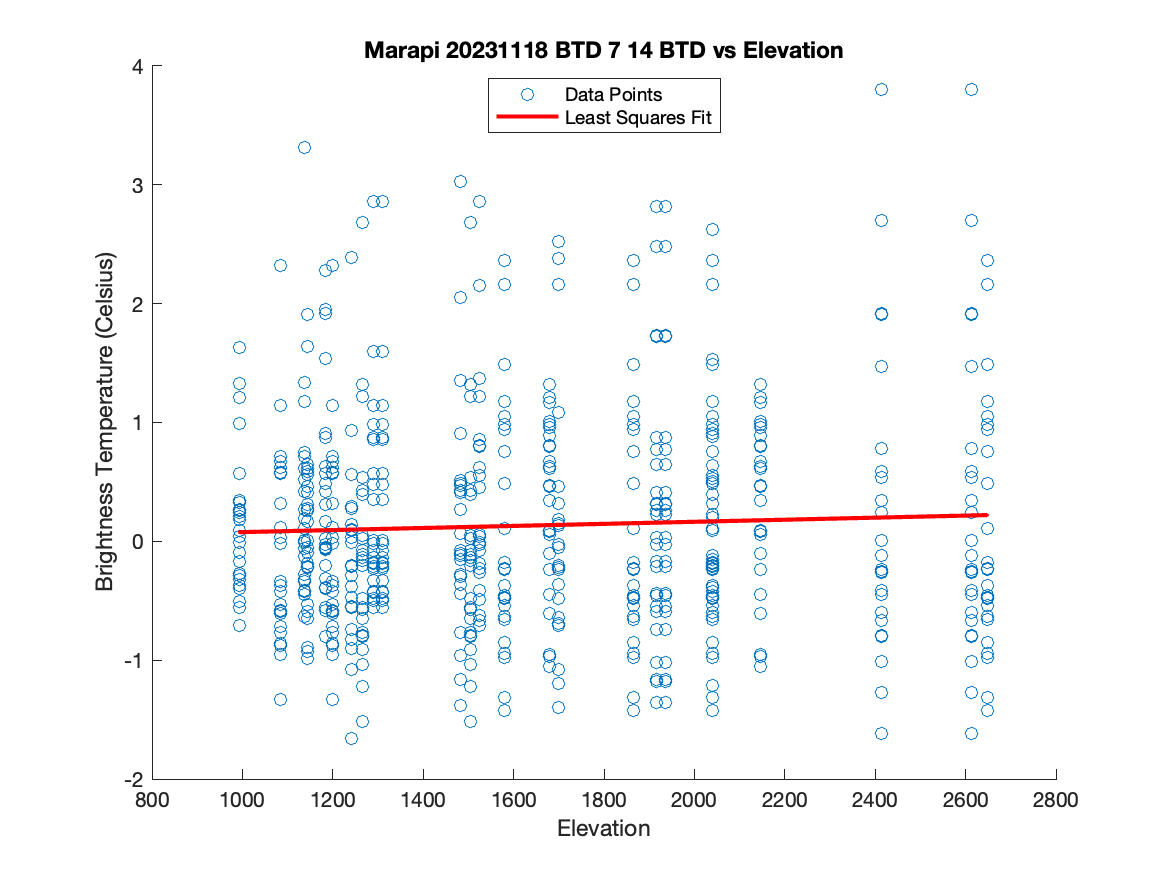 Marapi 20231118 BTD 7 14 BTD vs Elevation
Data Points
Least Squares Fit
Brightness Temperature (Celsius)
4
3
2
1
0
-1
-2
800 1000 1200 1400 1600 1800 2000 2200 2400 2600 2800
Elevation